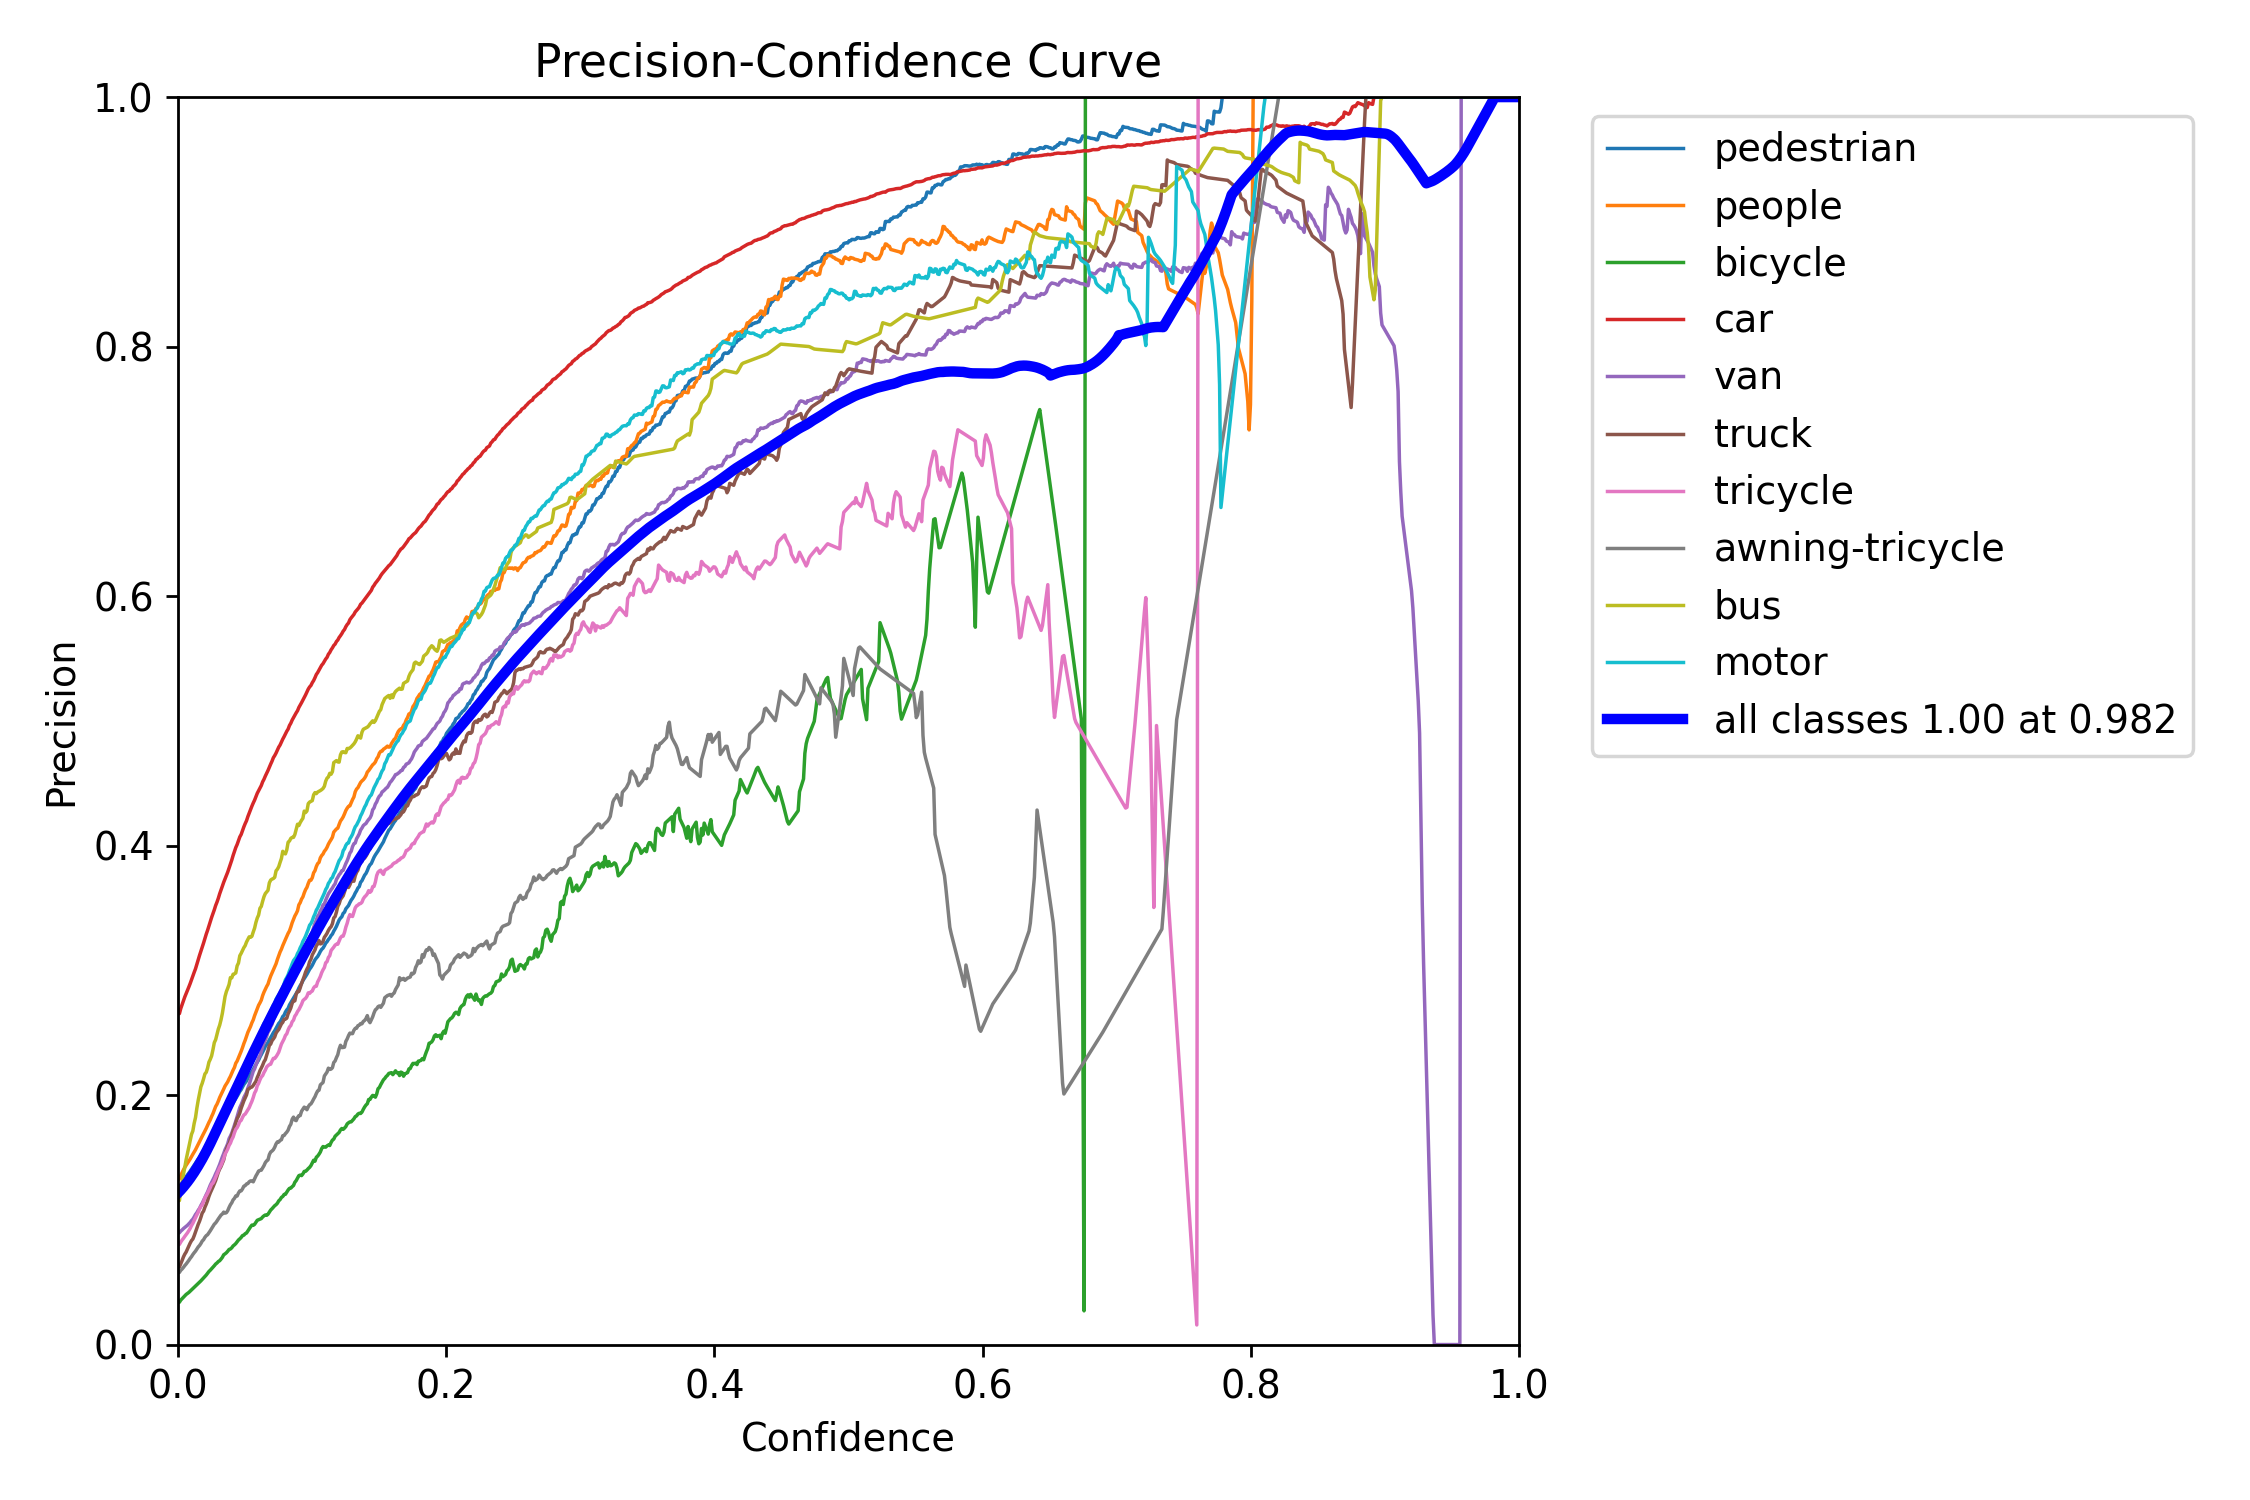 Precision-Confidence Curve
1.0
0.8
0.6
0.4
0.2
0.0
Precision
0.0 0.2 0.4 0.6 0.8 1.0
Confidence
pedestrian
people
bicycle
car
van
truck
tricycle
awning-tricycle
bus
motor
all classes 1.00 at 0.982